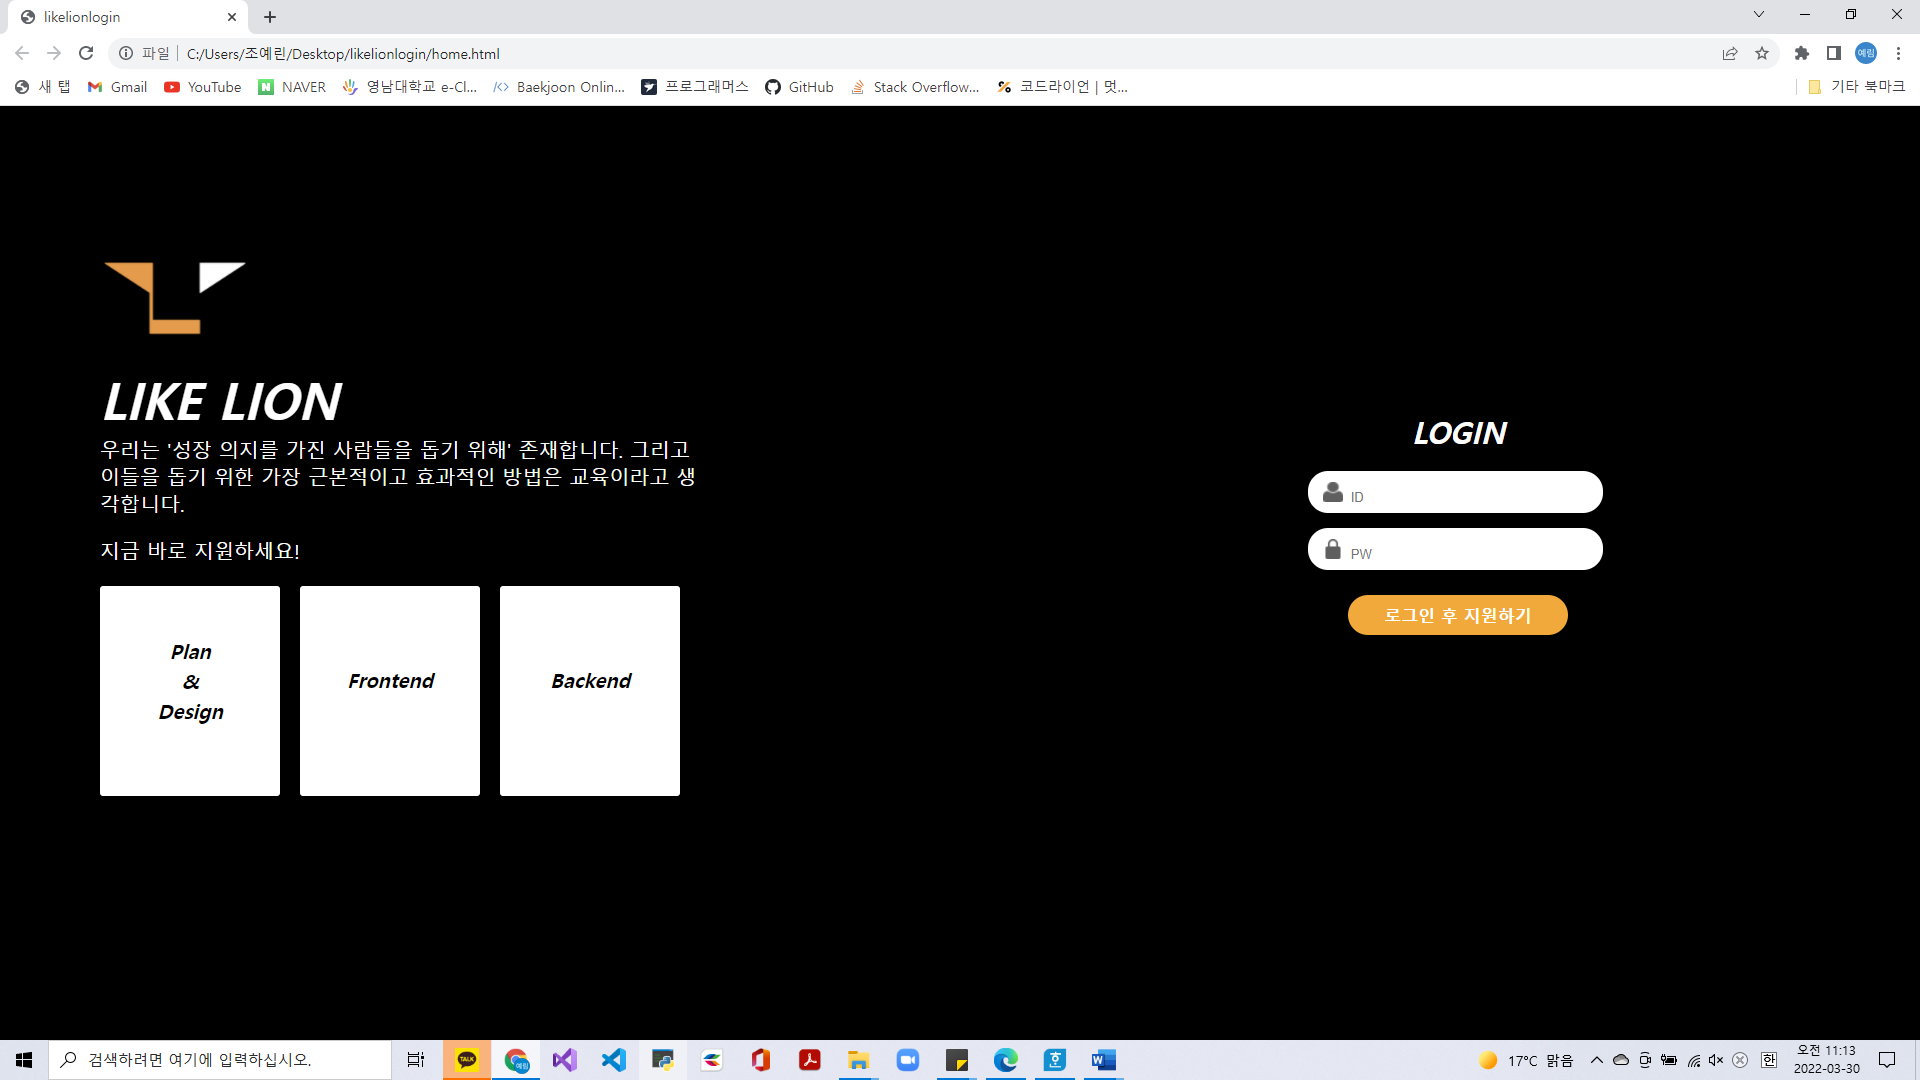 likelionlogin
파일 C:/Users/조예린/Desktop/likelionlogin/home.html
예림
새 탭 Gmail YouTube NAVER 영남대학교 e-Cl... Baekjoon Onlin... 프로그래머스 GitHub Stack Overflow... 코드라이언 | 멋... 기타 북마크
LIKE LION
우리는 '성장 의지를 가진 사람들을 돕기 위해' 존재합니다. 그리고
이들을 돕기 위한 가장 근본적이고 효과적인 방법은 교육이라고 생
각합니다.
지금 바로 지원하세요!
Plan
&
Design
Frontend
Backend
LOGIN
ID
PW
로그인 후 지원하기
검색하려면 여기에 입력하십시오.
TALK
17°C 맑음
한
오전 11:13
2022-03-30